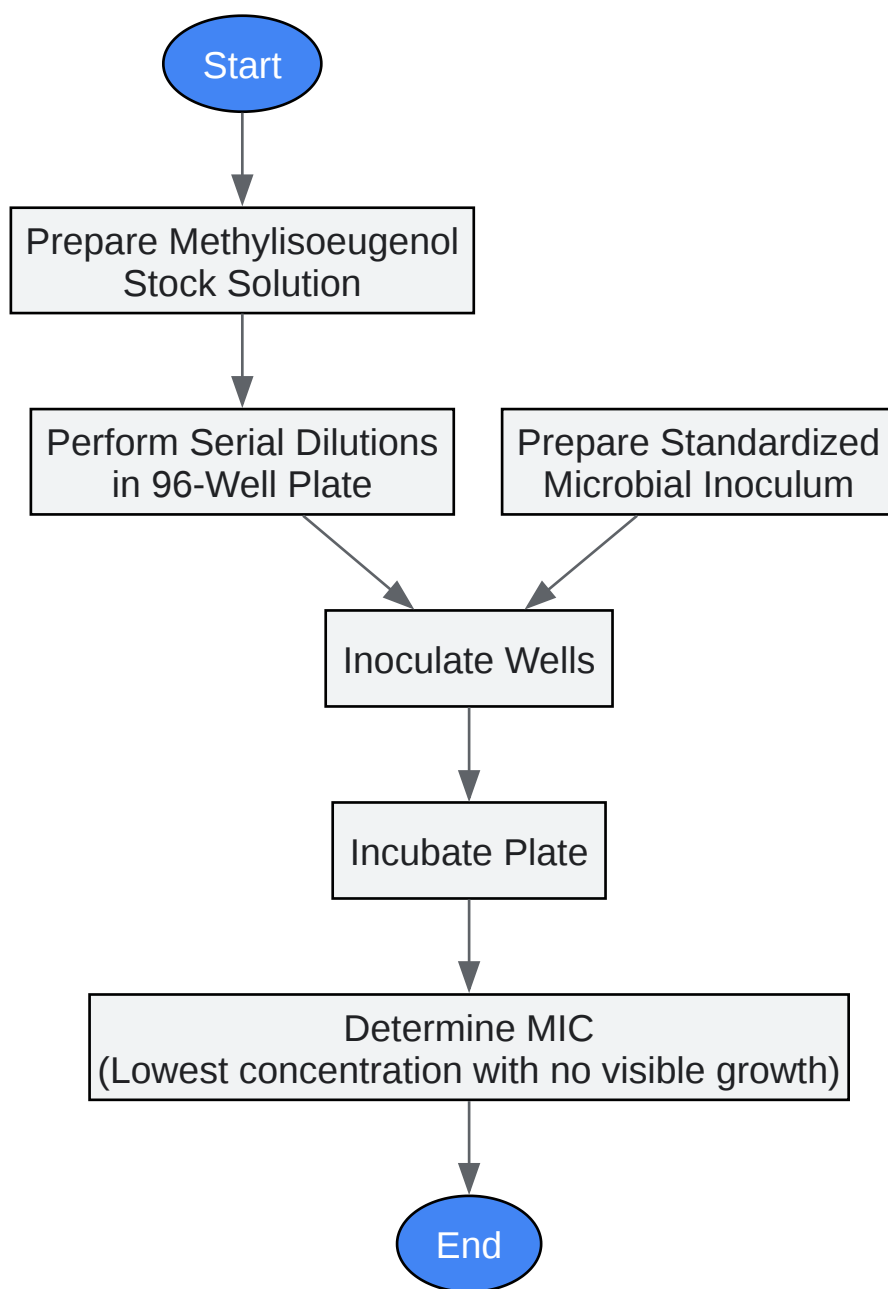 Start
Prepare Methylisoeugenol
Stock Solution
Perform Serial Dilutions
in 96-Well Plate
Prepare Standardized
Microbial Inoculum
Inoculate Wells
Incubate Plate
Determine MIC
(Lowest concentration with no visible growth)
End